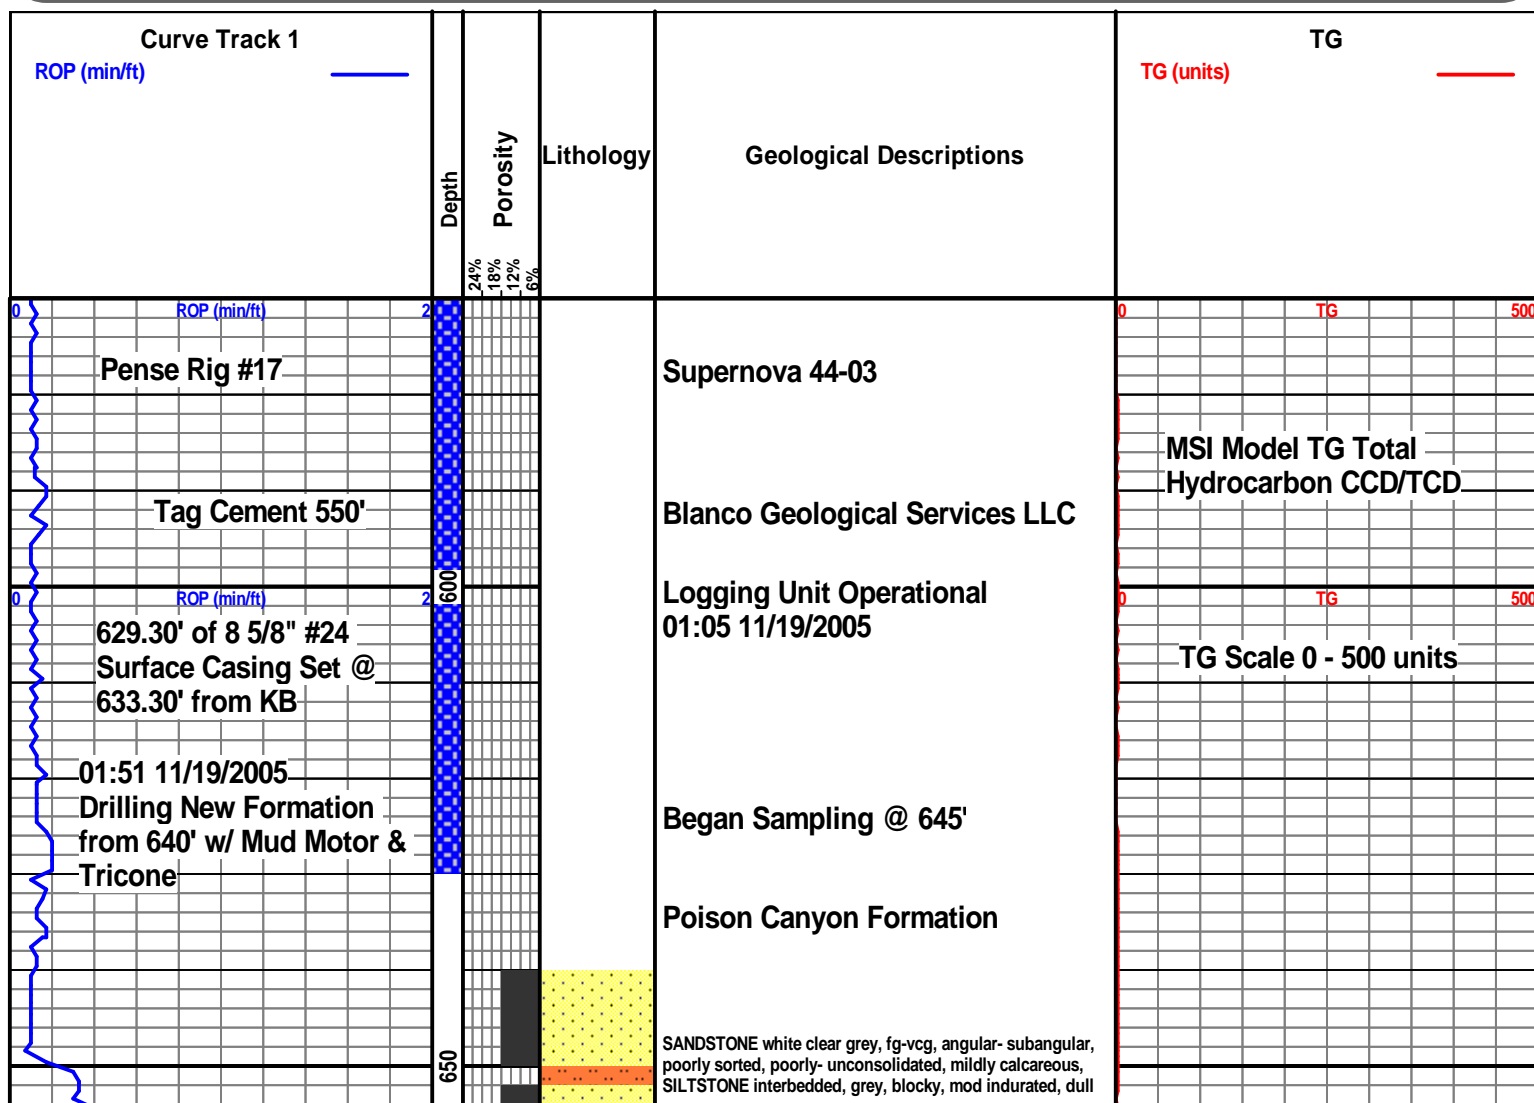 Curve Track 1
ROP (min/ft)
Depth
Porosity
24%
18%
12%
6%
Lithology
Geological Descriptions
TG
TG (units)
0 ROP (min/ft) 2
0 TG 500
Pense Rig #17
Supernova 44-03
MSI Model TG Total
Hydrocarbon CCD/TCD
Tag Cement 550'
Blanco Geological Services LLC
600
Logging Unit Operational
01:05 11/19/2005
0 ROP (min/ft) 2
0 TG 500
629.30' of 8 5/8" #24
Surface Casing Set @
633.30' from KB
TG Scale 0 - 500 units
01:51 11/19/2005
Drilling New Formation
from 640' w/ Mud Motor &
Tricone
Began Sampling @ 645'
Poison Canyon Formation
650
SANDSTONE white clear grey, fg-vcg, angular- subangular,
poorly sorted, poorly- unconsolidated, mildly calcareous,
SILTSTONE interbedded, grey, blocky, mod indurated, dull